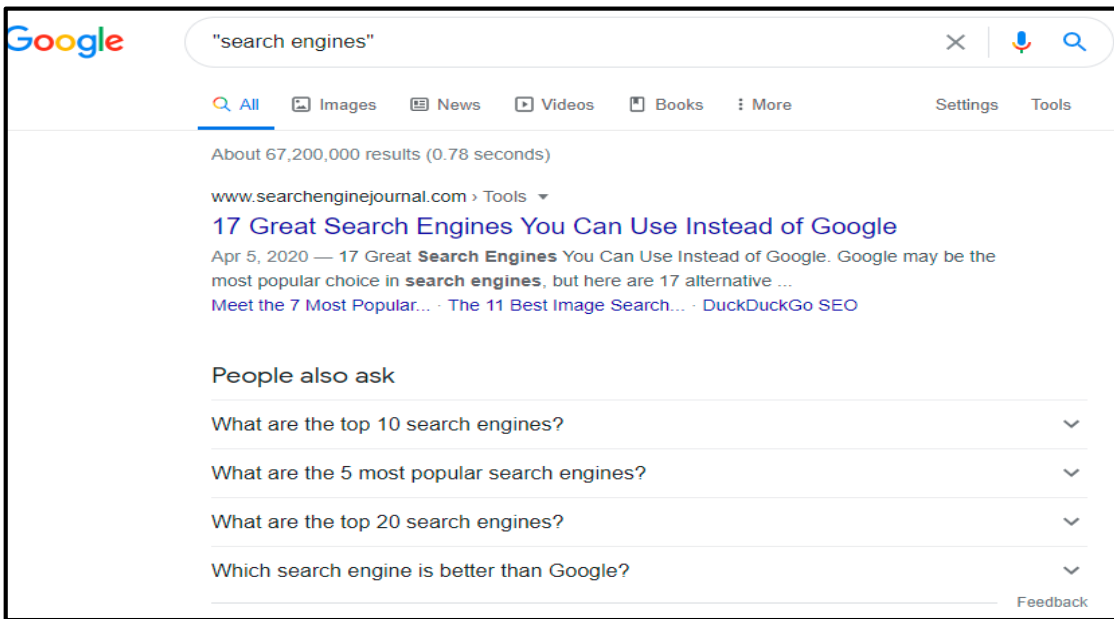 Google
"search engines"
All Images News Videos Books More Settings Tools
About 67,200,000 results (0.78 seconds)
www.searchenginejournal.com › Tools
17 Great Search Engines You Can Use Instead of Google
Apr 5, 2020 — 17 Great Search Engines You Can Use Instead of Google. Google may be the
most popular choice in search engines, but here are 17 alternative ...
Meet the 7 Most Popular... · The 11 Best Image Search... · DuckDuckGo SEO
People also ask
What are the top 10 search engines?
What are the 5 most popular search engines?
What are the top 20 search engines?
Which search engine is better than Google?
Feedback